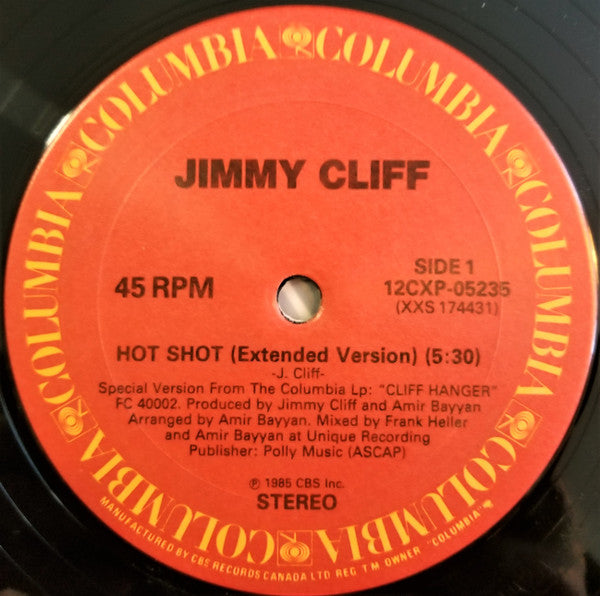 COLUMBIA COLUMBIA COLUMBIA COLUMBIA COLUMBIA COLUMBIA COLUMBIA
JIMMY CLIFF
45 RPM
SIDE 1
12CXP-05235
(XXS 174431)
HOT SHOT (Extended Version) (5:30)
-J. Cliff-
Special Version From The Columbia Lp: "CLIFF HANGER"
FC 40002. Produced by Jimmy Cliff and Amir Bayyan
Arranged by Amir Bayyan. Mixed by Frank Heller
and Amir Bayyan at Unique Recording
Publisher: Polly Music (ASCAP)
℗ 1985 CBS Inc.
STEREO
MANUFACTURED BY CBS RECORDS CANADA LTD REG T M OWNER "COLUMBIA"